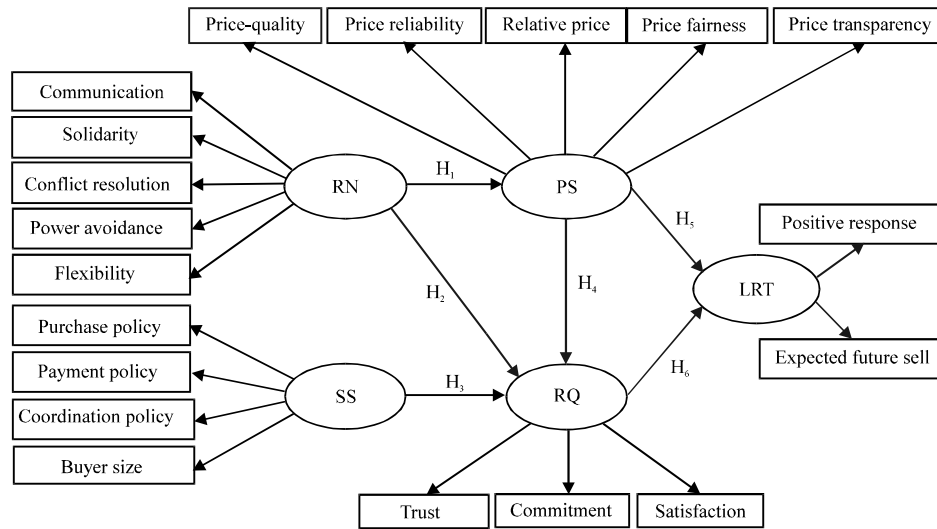 Price-quality
Price reliability
Relative price
Price fairness
Price transparency
Communication
Solidarity
Conflict resolution
Power avoidance
Flexibility
RN
H1
PS
H5
Positive response
H2
H4
LRT
Purchase policy
Payment policy
Coordination policy
Buyer size
SS
H3
RQ
H6
Expected future sell
Trust
Commitment
Satisfaction